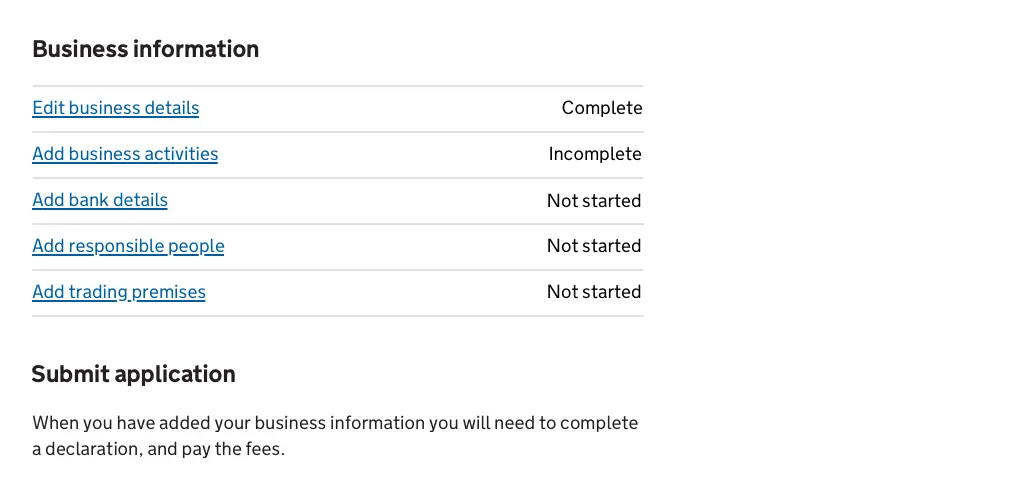 Business information
Edit business details Complete
Add business activities Incomplete
Add bank details Not started
Add responsible people Not started
Add trading premises Not started
Submit application
When you have added your business information you will need to complete
a declaration, and pay the fees.